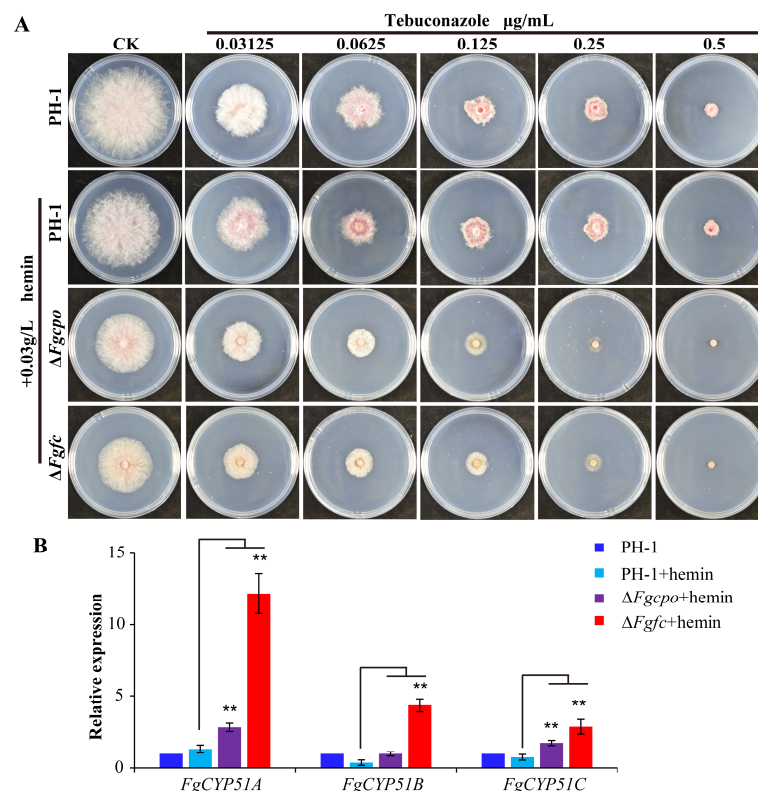 A
Tebuconazole μg/mL
CK 0.03125 0.0625 0.125 0.25 0.5
PH-1
+0.03g/L hemin
PH-1
ΔFgcpo
ΔFgfc
B
Relative expression
15
10
5
0
**
**
**
**
**
PH-1
PH-1+hemin
ΔFgcpo+hemin
ΔFgfc+hemin
FgCYP51A FgCYP51B FgCYP51C